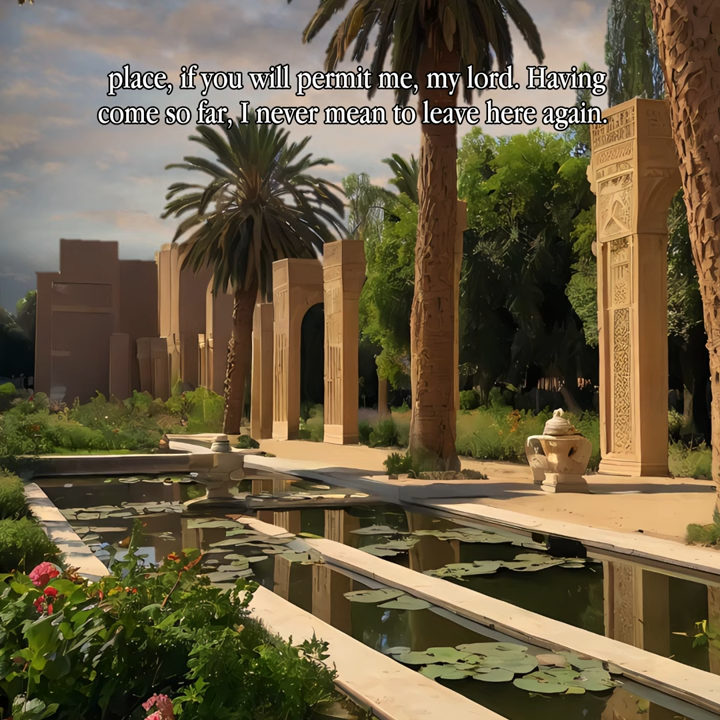 place, if you will permit me, my lord. Having
come so far, I never mean to leave here again.